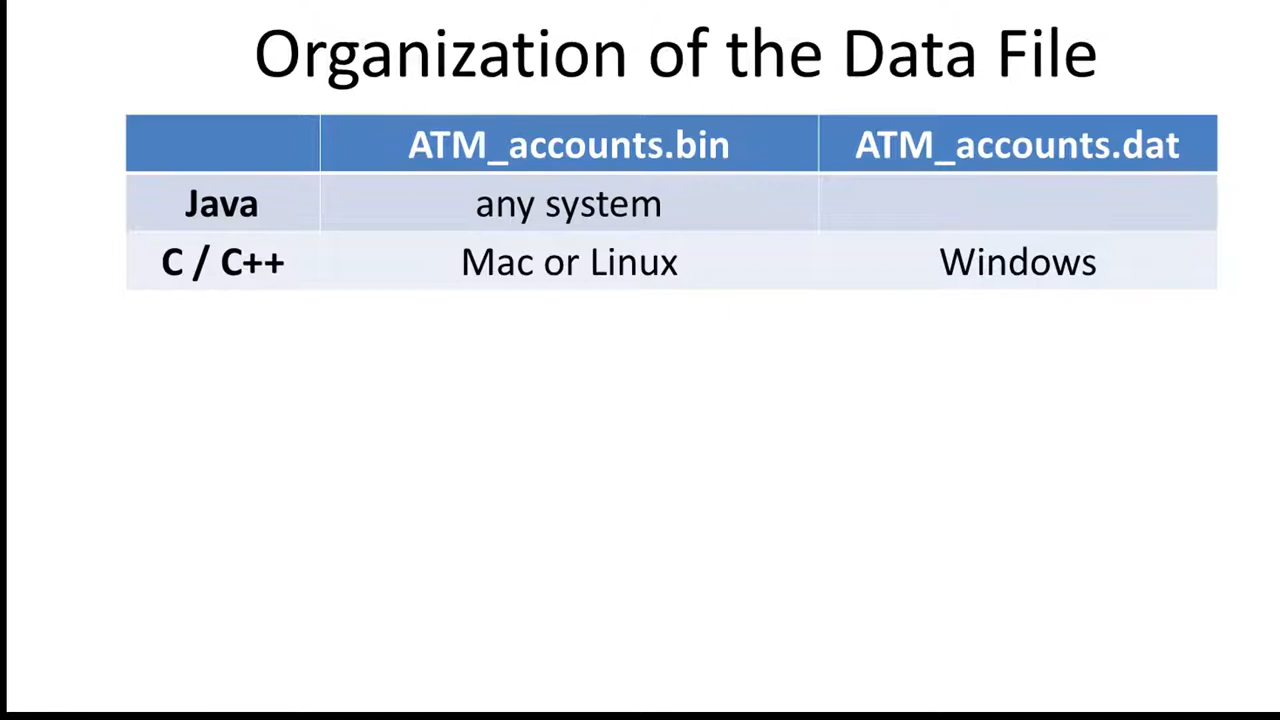 Organization of the Data File
ATM_accounts.bin ATM_accounts.dat
Java any system
C / C++ Mac or Linux Windows